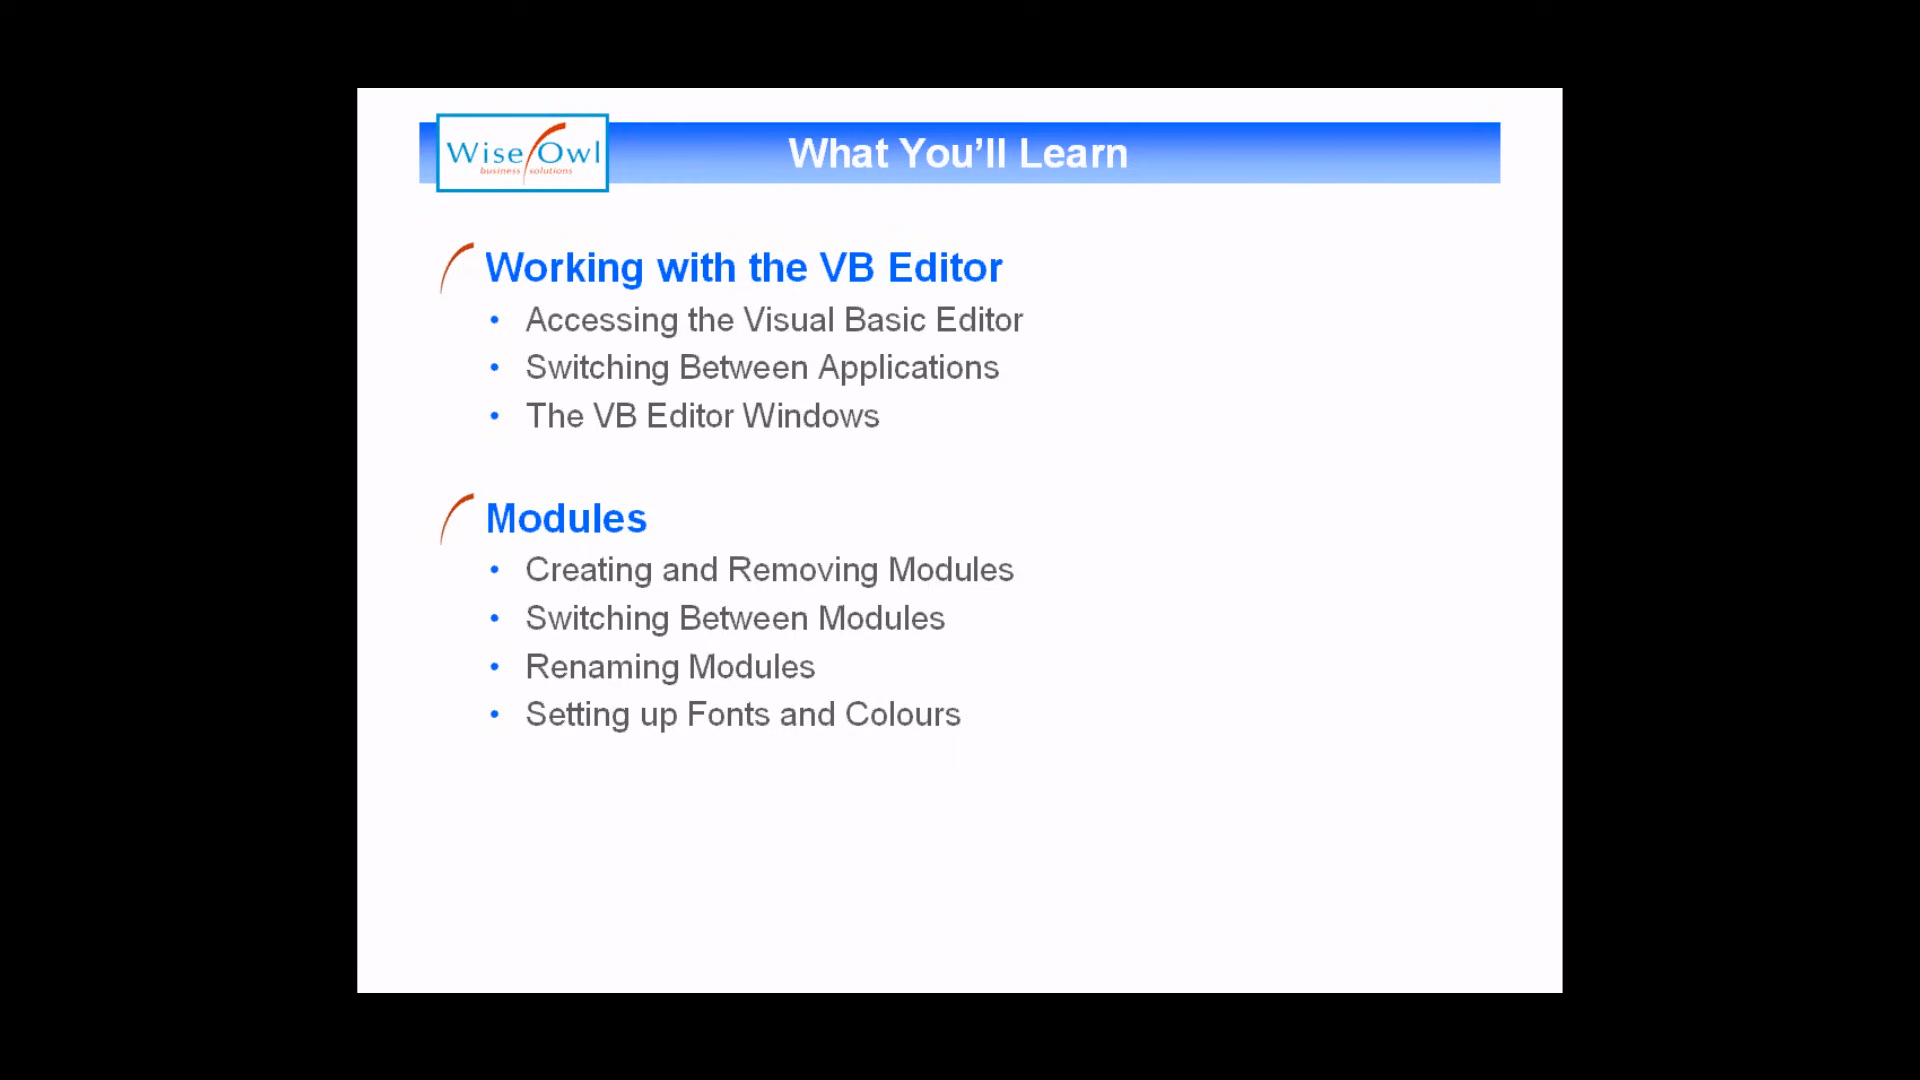 Wise Owl
business solutions
What You’ll Learn
Working with the VB Editor
• Accessing the Visual Basic Editor
• Switching Between Applications
• The VB Editor Windows
Modules
• Creating and Removing Modules
• Switching Between Modules
• Renaming Modules
• Setting up Fonts and Colours